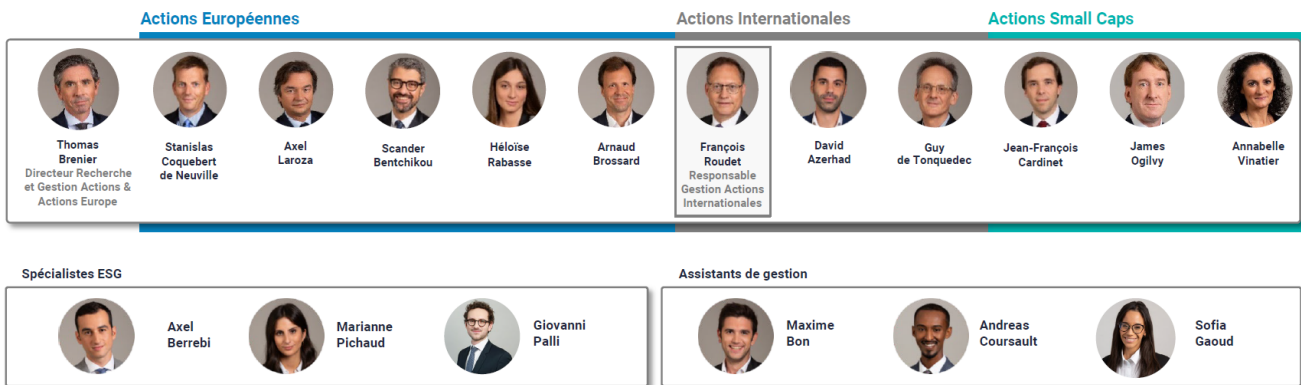 Actions Européennes
Actions Internationales
Actions Small Caps
Thomas
Brenier
Directeur Recherche
et Gestion Actions &
Actions Europe
Stanislas
Coquebert
de Neuville
Axel
Laroza
Scander
Bentchikou
Héloïse
Rabasse
Arnaud
Brossard
François
Roudet
Responsable
Gestion Actions
Internationales
David
Azerhad
Guy
de Tonquedec
Jean-François
Cardinet
James
Ogilvy
Annabelle
Vinatier
Spécialistes ESG
Axel
Berrebi
Marianne
Pichaud
Giovanni
Palli
Assistants de gestion
Maxime
Bon
Andreas
Coursault
Sofia
Gaoud